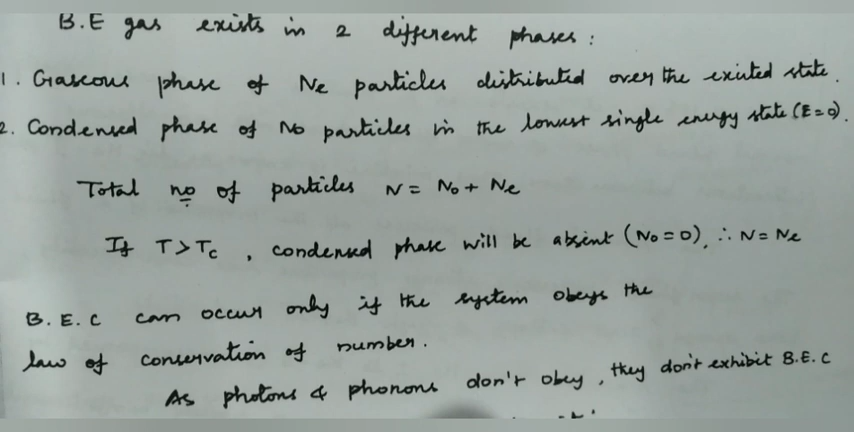 B.E gas exists in 2 different phases :
1. Gaseous phase of Ne particles distributed over the excited state.
2. Condensed phase of No particles in the lowest single energy state (E=0).
Total no of particles N = No + Ne
If T > Tc , condensed phase will be absent (No = 0), ∴ N = Ne
B.E.C can occur only if the system obeys the
law of conservation of number.
As photons & phonons don't obey, they don't exhibit B.E.C